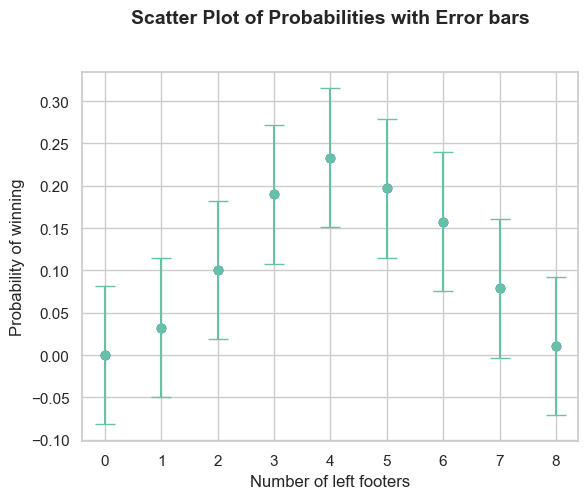 Scatter Plot of Probabilities with Error bars
0.30
0.25
0.20
0.15
0.10
0.05
0.00
−0.05
−0.10
Probability of winning
0 1 2 3 4 5 6 7 8
Number of left footers